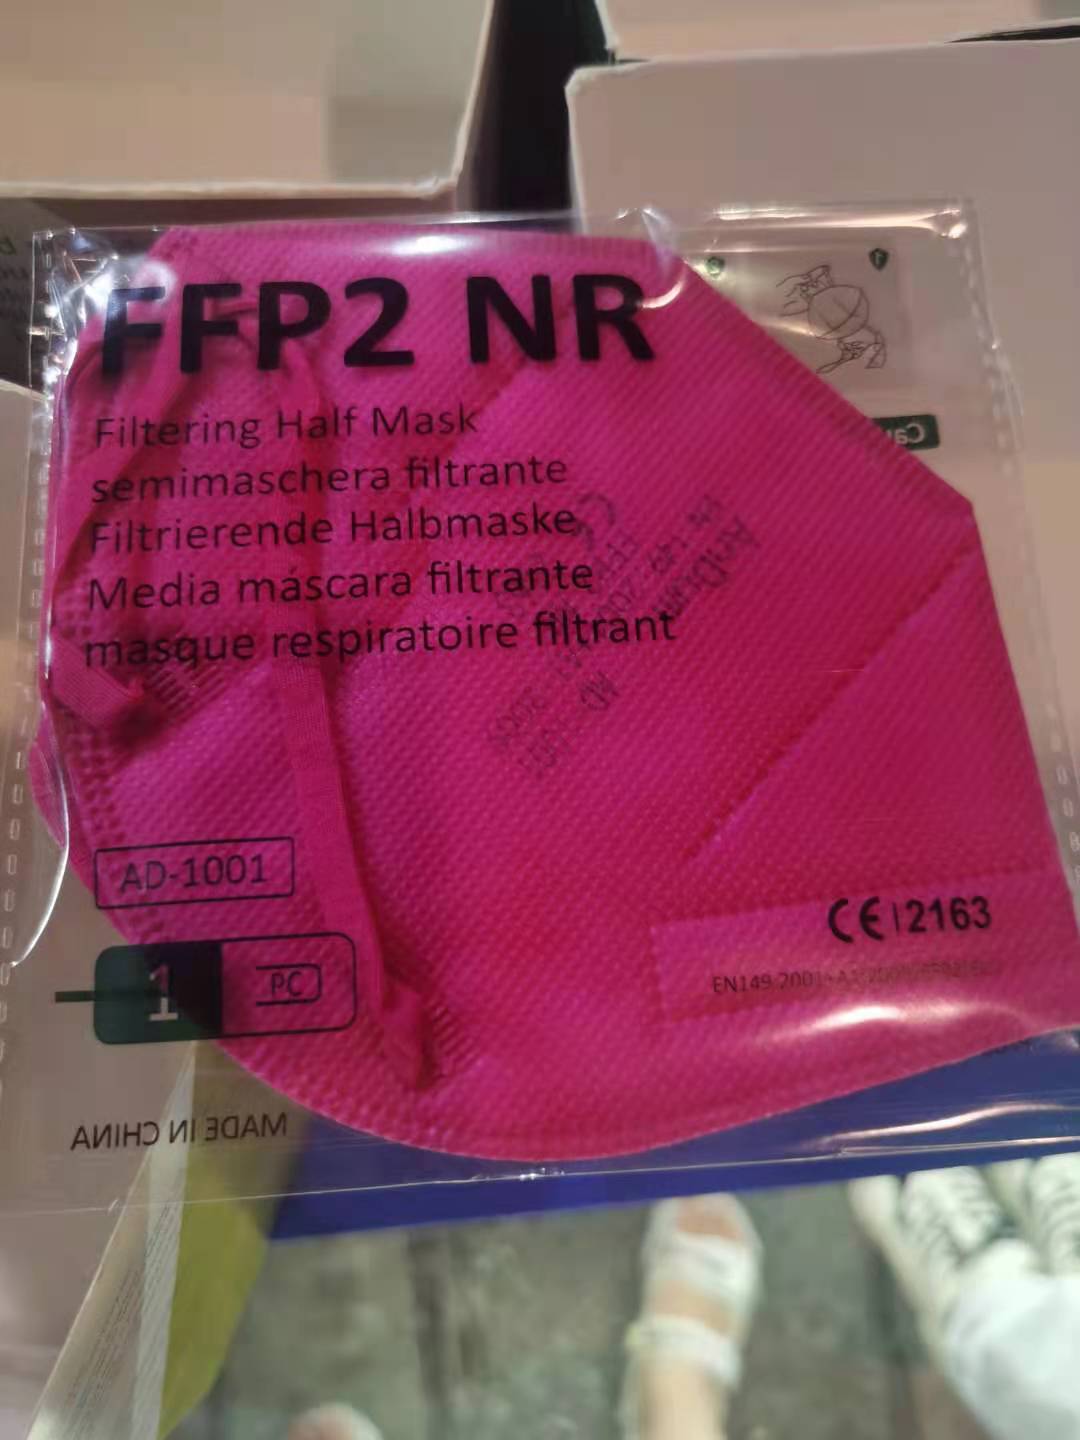 FFP2 NR
Filtering Half Mask
semimaschera filtrante
Filtrierende Halbmaske
Media máscara filtrante
masque respiratoire filtrant
AD-1001
1 PC
CE 2163
MADE IN CHINA